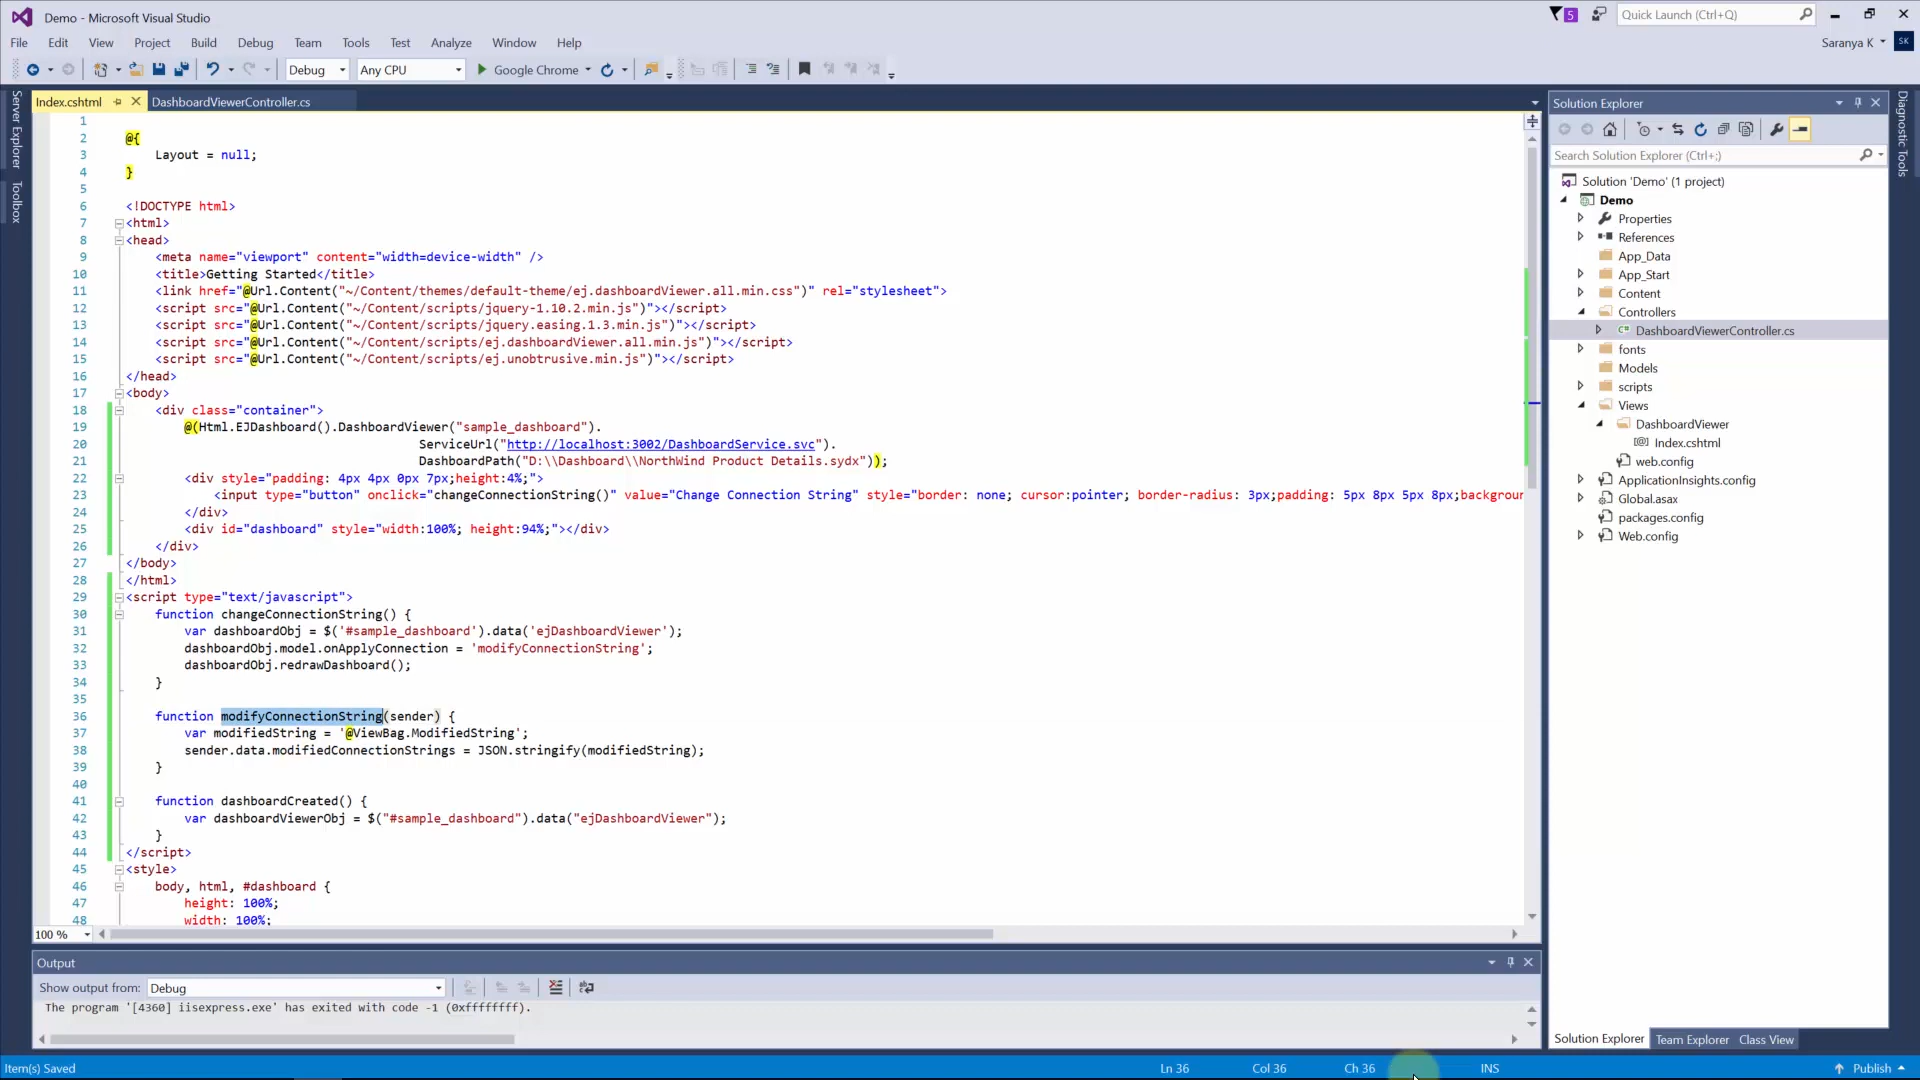 Demo - Microsoft Visual Studio
5
Quick Launch (Ctrl+Q)
File Edit View Project Build Debug Team Tools Test Analyze Window Help
Saranya K
SK
Debug Any CPU Google Chrome
Server Explorer
Toolbox
Index.cshtml DashboardViewerController.cs
1
2 @{
3 Layout = null;
4 }
5
6 <!DOCTYPE html>
7 <html>
8 <head>
9 <meta name="viewport" content="width=device-width" />
10 <title>Getting Started</title>
11 <link href="@Url.Content("~/Content/themes/default-theme/ej.dashboardViewer.all.min.css")" rel="stylesheet">
12 <script src="@Url.Content("~/Content/scripts/jquery-1.10.2.min.js")"></script>
13 <script src="@Url.Content("~/Content/scripts/jquery.easing.1.3.min.js")"></script>
14 <script src="@Url.Content("~/Content/scripts/ej.dashboardViewer.all.min.js")"></script>
15 <script src="@Url.Content("~/Content/scripts/ej.unobtrusive.min.js")"></script>
16 </head>
17 <body>
18 <div class="container">
19 @(Html.EJDashboard().DashboardViewer("sample_dashboard").
20 ServiceUrl("http://localhost:3002/DashboardService.svc").
21 DashboardPath("D:\\Dashboard\\NorthWind Product Details.sydx"));
22 <div style="padding: 4px 4px 0px 7px;height:4%;">
23 <input type="button" onclick="changeConnectionString()" value="Change Connection String" style="border: none; cursor:pointer; border-radius: 3px;padding: 5px 8px 5px 8px;backgroun
24 </div>
25 <div id="dashboard" style="width:100%; height:94%;"></div>
26 </div>
27 </body>
28 </html>
29 <script type="text/javascript">
30 function changeConnectionString() {
31 var dashboardObj = $('#sample_dashboard').data('ejDashboardViewer');
32 dashboardObj.model.onApplyConnection = 'modifyConnectionString';
33 dashboardObj.redrawDashboard();
34 }
35
36 function modifyConnectionString(sender) {
37 var modifiedString = '@ViewBag.ModifiedString';
38 sender.data.modifiedConnectionStrings = JSON.stringify(modifiedString);
39 }
40
41 function dashboardCreated() {
42 var dashboardViewerObj = $("#sample_dashboard").data("ejDashboardViewer");
43 }
44 </script>
45 <style>
46 body, html, #dashboard {
47 height: 100%;
48 width: 100%;
100 %
Output
Show output from: Debug
The program '[4360] iisexpress.exe' has exited with code -1 (0xffffffff).
Solution Explorer
Search Solution Explorer (Ctrl+;)
Solution 'Demo' (1 project)
Demo
Properties
References
App_Data
App_Start
Content
Controllers
C# DashboardViewerController.cs
fonts
Models
scripts
Views
DashboardViewer
[@] Index.cshtml
web.config
ApplicationInsights.config
Global.asax
packages.config
Web.config
Solution Explorer Team Explorer Class View
Diagnostic Tools
Item(s) Saved Ln 36 Col 36 Ch 36 INS Publish